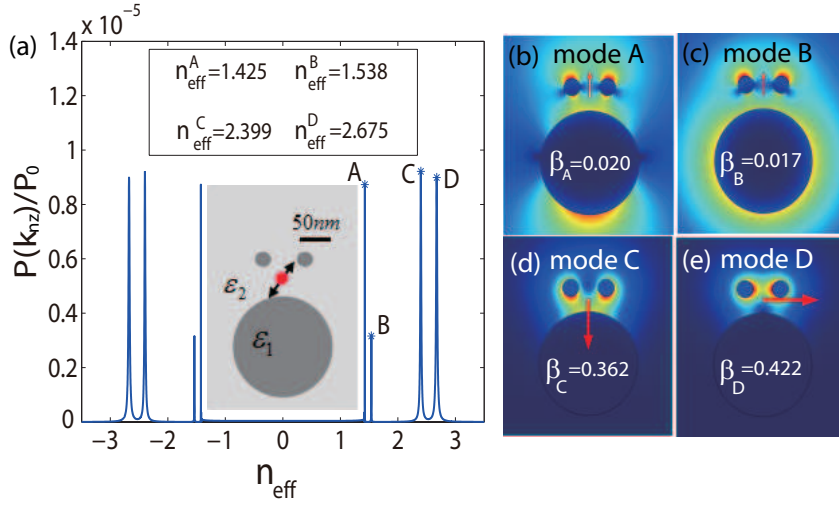 (a)
x 10⁻⁵
1.4
1.2
1
0.8
0.6
0.4
0.2
0
P(k_nz)/P_0
n_eff^A=1.425 n_eff^B=1.538
n_eff^C=2.399 n_eff^D=2.675
A
C
D
B
50nm
ε_2
ε_1
−3 −2 −1 0 1 2 3
n_eff
(b) mode A
β_A=0.020
(c) mode B
β_B=0.017
(d) mode C
β_C=0.362
(e) mode D
β_D=0.422